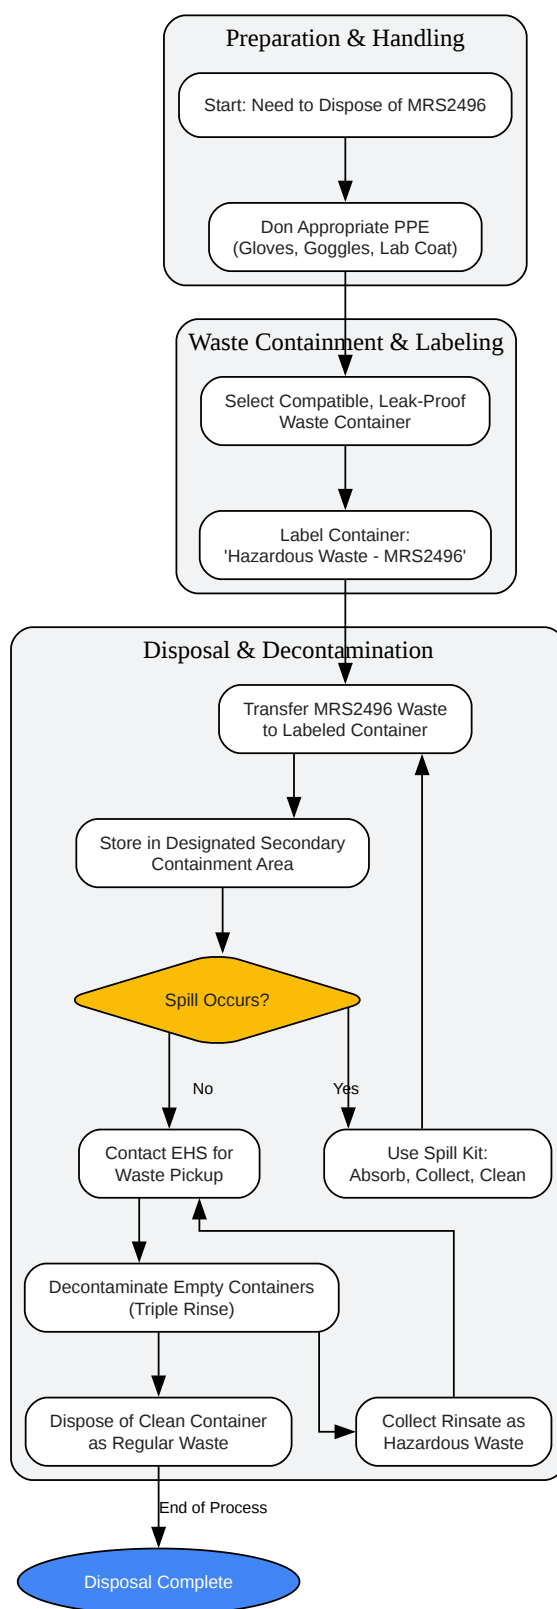 Preparation & Handling
Start: Need to Dispose of MRS2496
Don Appropriate PPE
(Gloves, Goggles, Lab Coat)
Waste Containment & Labeling
Select Compatible, Leak-Proof
Waste Container
Label Container:
'Hazardous Waste - MRS2496'
Disposal & Decontamination
Transfer MRS2496 Waste
to Labeled Container
Store in Designated Secondary
Containment Area
Spill Occurs?
No
Yes
Contact EHS for
Waste Pickup
Use Spill Kit:
Absorb, Collect, Clean
Decontaminate Empty Containers
(Triple Rinse)
Dispose of Clean Container
as Regular Waste
Collect Rinsate as
Hazardous Waste
End of Process
Disposal Complete